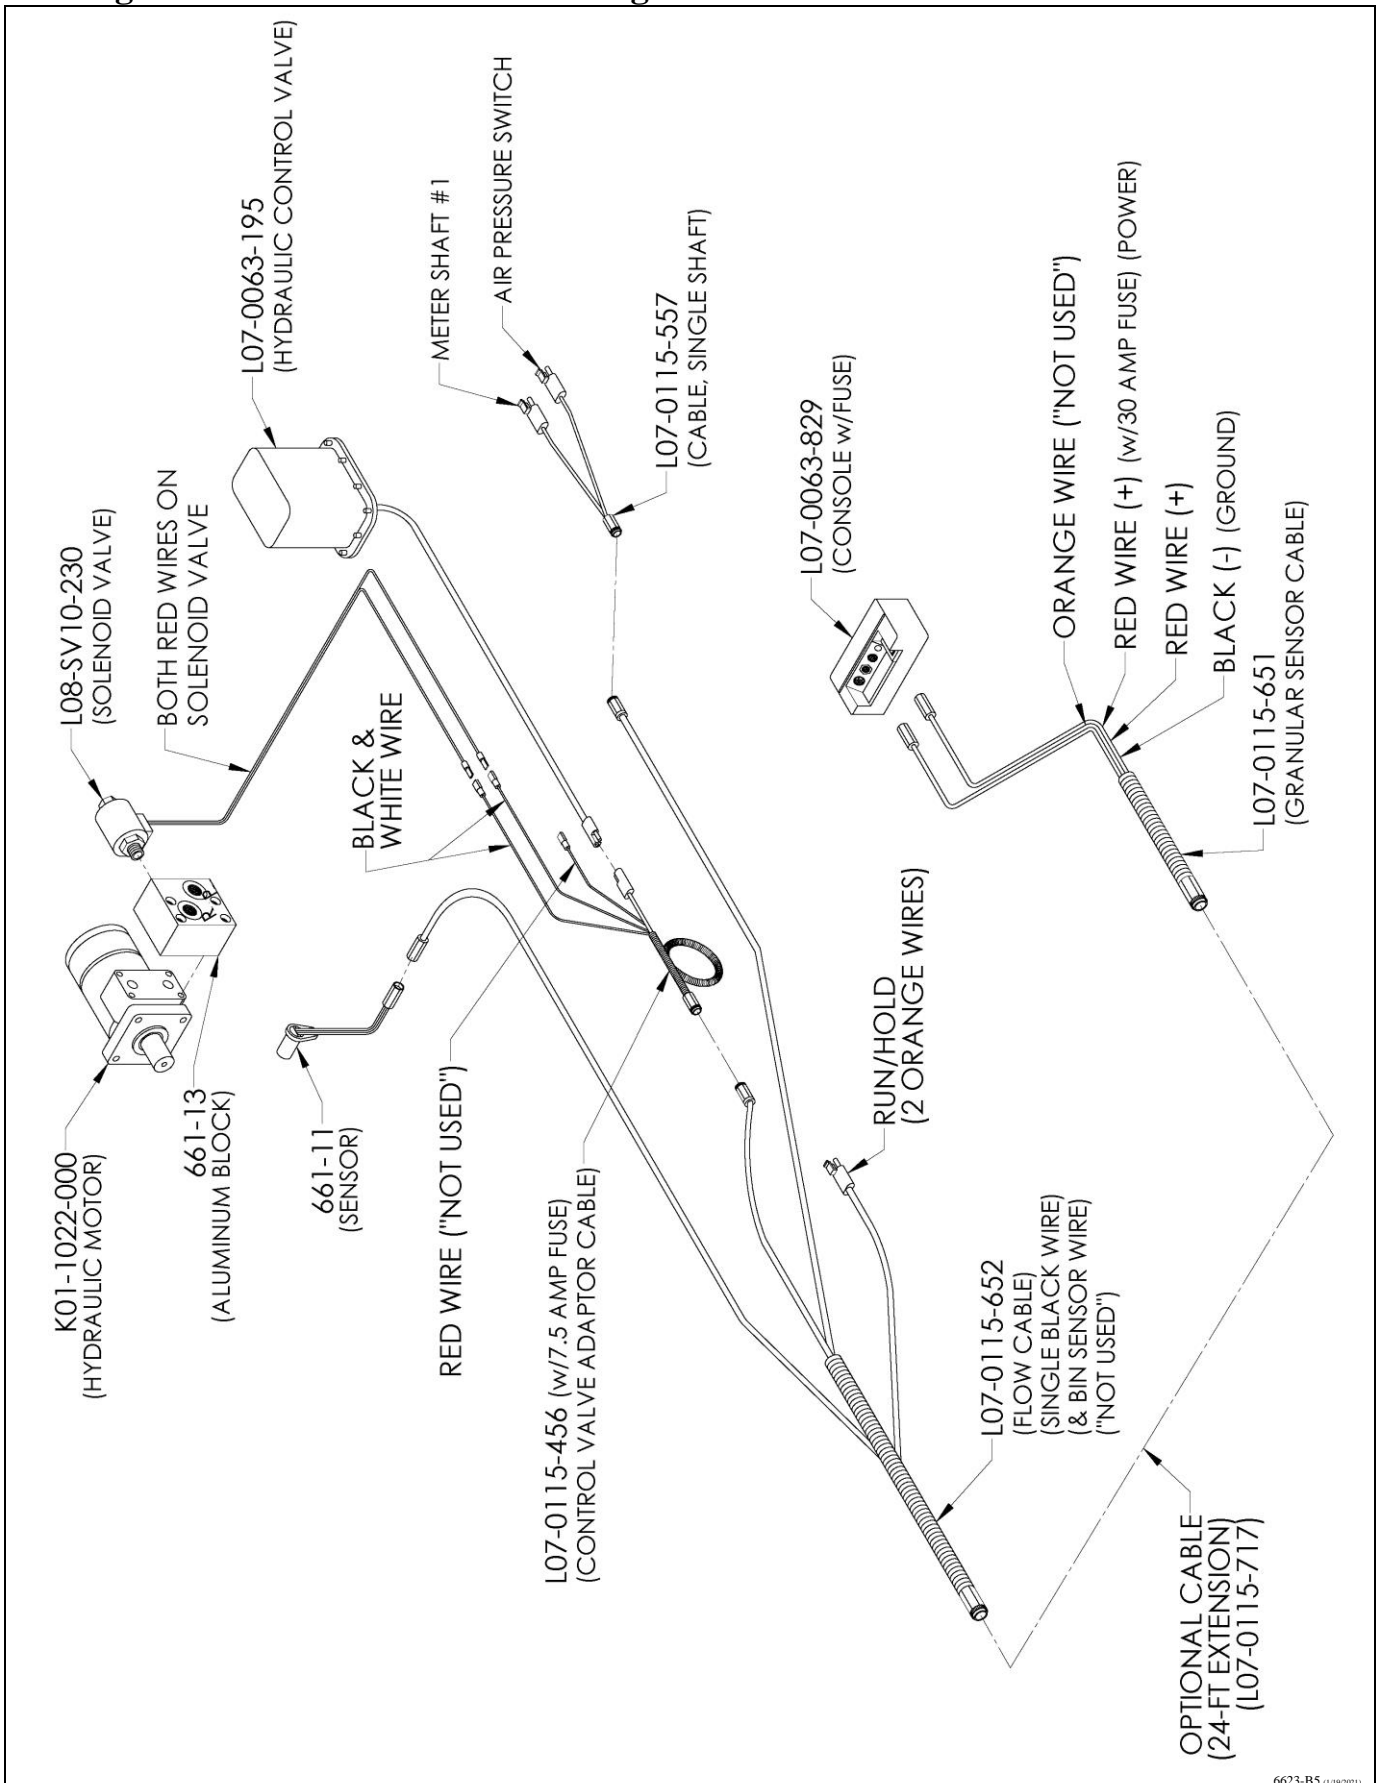 L08-SV10-230
(SOLENOID VALVE)
BOTH RED WIRES ON
SOLENOID VALVE
L07-0063-195
(HYDRAULIC CONTROL VALVE)
METER SHAFT #1
AIR PRESSURE SWITCH
L07-0115-557
(CABLE, SINGLE SHAFT)
BLACK &
WHITE WIRE
L07-0063-829
(CONSOLE w/FUSE)
ORANGE WIRE ("NOT USED")
RED WIRE (+) (w/30 AMP FUSE) (POWER)
RED WIRE (+)
BLACK (-) (GROUND)
L07-0115-651
(GRANULAR SENSOR CABLE)
R
P
K01-1022-000
(HYDRAULIC MOTOR)
661-13
(ALUMINUM BLOCK)
661-11
(SENSOR)
RED WIRE ("NOT USED")
L07-0115-456 (w/7.5 AMP FUSE)
(CONTROL VALVE ADAPTOR CABLE)
RUN/HOLD
(2 ORANGE WIRES)
L07-0115-652
(FLOW CABLE)
(SINGLE BLACK WIRE)
(& BIN SENSOR WIRE)
("NOT USED")
OPTIONAL CABLE
(24-FT EXTENSION)
(L07-0115-717)
6623-B5 (1/19/2021)